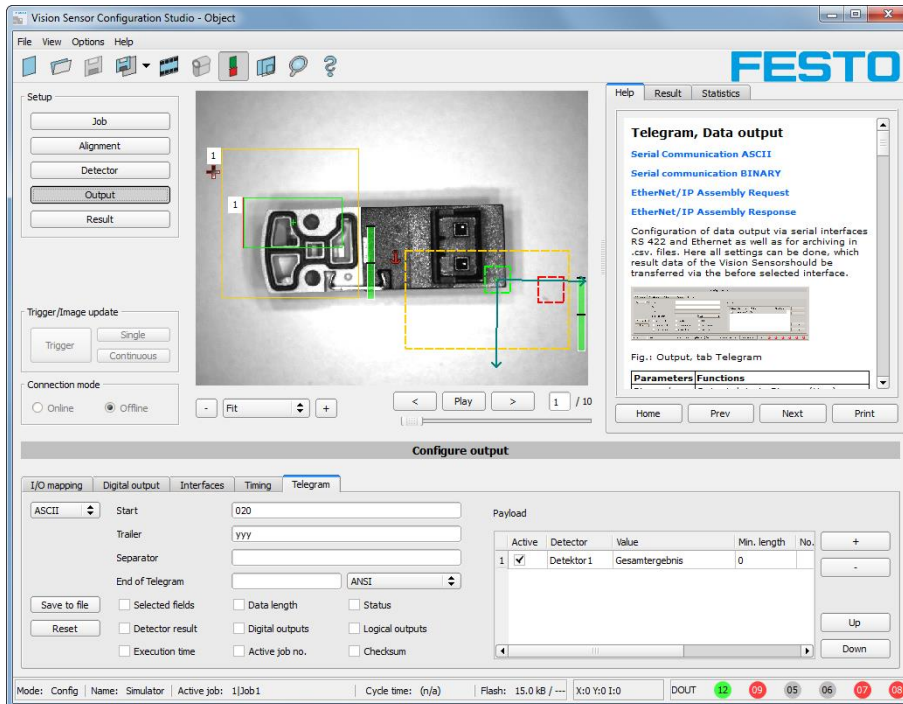 Vision Sensor Configuration Studio - Object
File View Options Help
FESTO
Setup
Job
Alignment
Detector
Output
Result
Trigger/Image update
Trigger
Single
Continuous
Connection mode
Online
Offline
1
1
- Fit +
< Play > 1 / 10
Help Result Statistics
Telegram, Data output
Serial Communication ASCII
Serial communication BINARY
EtherNet/IP Assembly Request
EtherNet/IP Assembly Response
Configuration of data output via serial interfaces
RS 422 and Ethernet as well as for archiving in
.csv. files. Here all settings can be done, which
result data of the Vision Sensorshould be
transferred via the before selected interface.
Fig.: Output, tab Telegram
Parameters Functions
Home Prev Next Print
Configure output
I/O mapping Digital output Interfaces Timing Telegram
ASCII
Start 020
Trailer yyy
Separator
End of Telegram ANSI
Save to file
Reset
Selected fields Data length Status
Detector result Digital outputs Logical outputs
Execution time Active job no. Checksum
Payload
Active Detector Value Min. length No.
1 Detektor1 Gesamtergebnis 0
+
-
Up
Down
Mode: Config Name: Simulator Active job: 1|Job1 Cycle time: (n/a) Flash: 15.0 kB / --- X:0 Y:0 I:0 DOUT 12 09 05 06 07 08